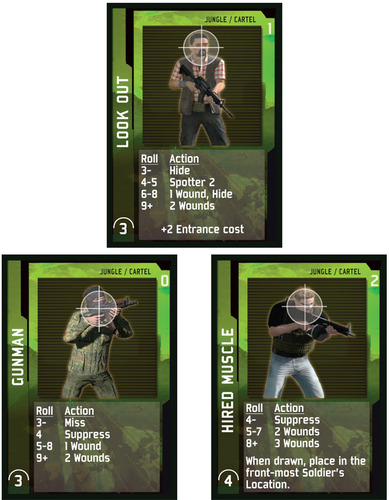 JUNGLE / CARTEL
1
LOOK OUT
Roll Action
3- Hide
4-5 Spotter 2
6-8 1 Wound, Hide
9+ 2 Wounds
+2 Entrance cost
3
JUNGLE / CARTEL
0
GUNMAN
Roll Action
3- Miss
4 Suppress
5-8 1 Wound
9+ 2 Wounds
3
JUNGLE / CARTEL
2
HIRED MUSCLE
Roll Action
4- Suppress
5-7 2 Wounds
8+ 3 Wounds
When drawn, place in the
front-most Soldier's
Location.
4